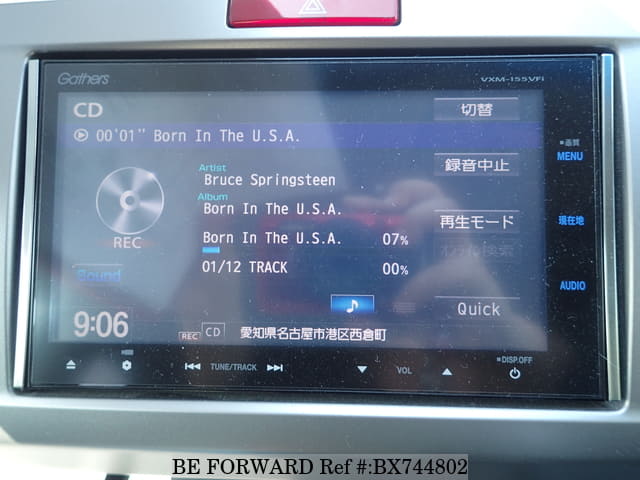 Gathers
VXM-155VFi
CD
切替
00'01" Born In The U.S.A.
■画質
MENU
録音中止
Artist
Bruce Springsteen
Album
Born In The U.S.A.
再生モード
現在地
REC
Born In The U.S.A. 07%
01/12 TRACK 00%
Sound
AUDIO
Quick
9:06
REC CD 愛知県名古屋市港区西倉町
TUNE/TRACK
VOL
■DISP.OFF
BE FORWARD Ref #:BX744802